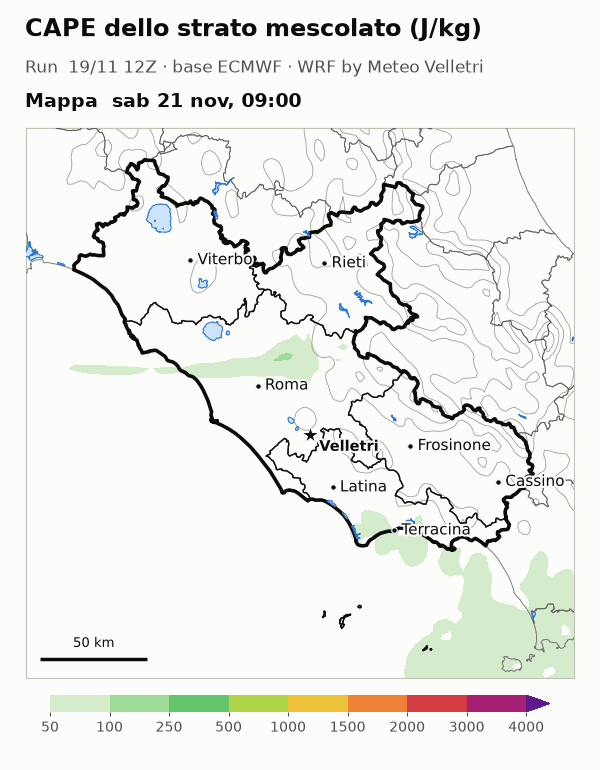 CAPE dello strato mescolato (J/kg)
Run  19/11 12Z · base ECMWF · WRF by Meteo Velletri
Mappa  sab 21 nov, 09:00
Viterbo
Rieti
Roma
Velletri
Frosinone
Cassino
Latina
Terracina
50 km
50 100 250 500 1000 1500 2000 3000 4000